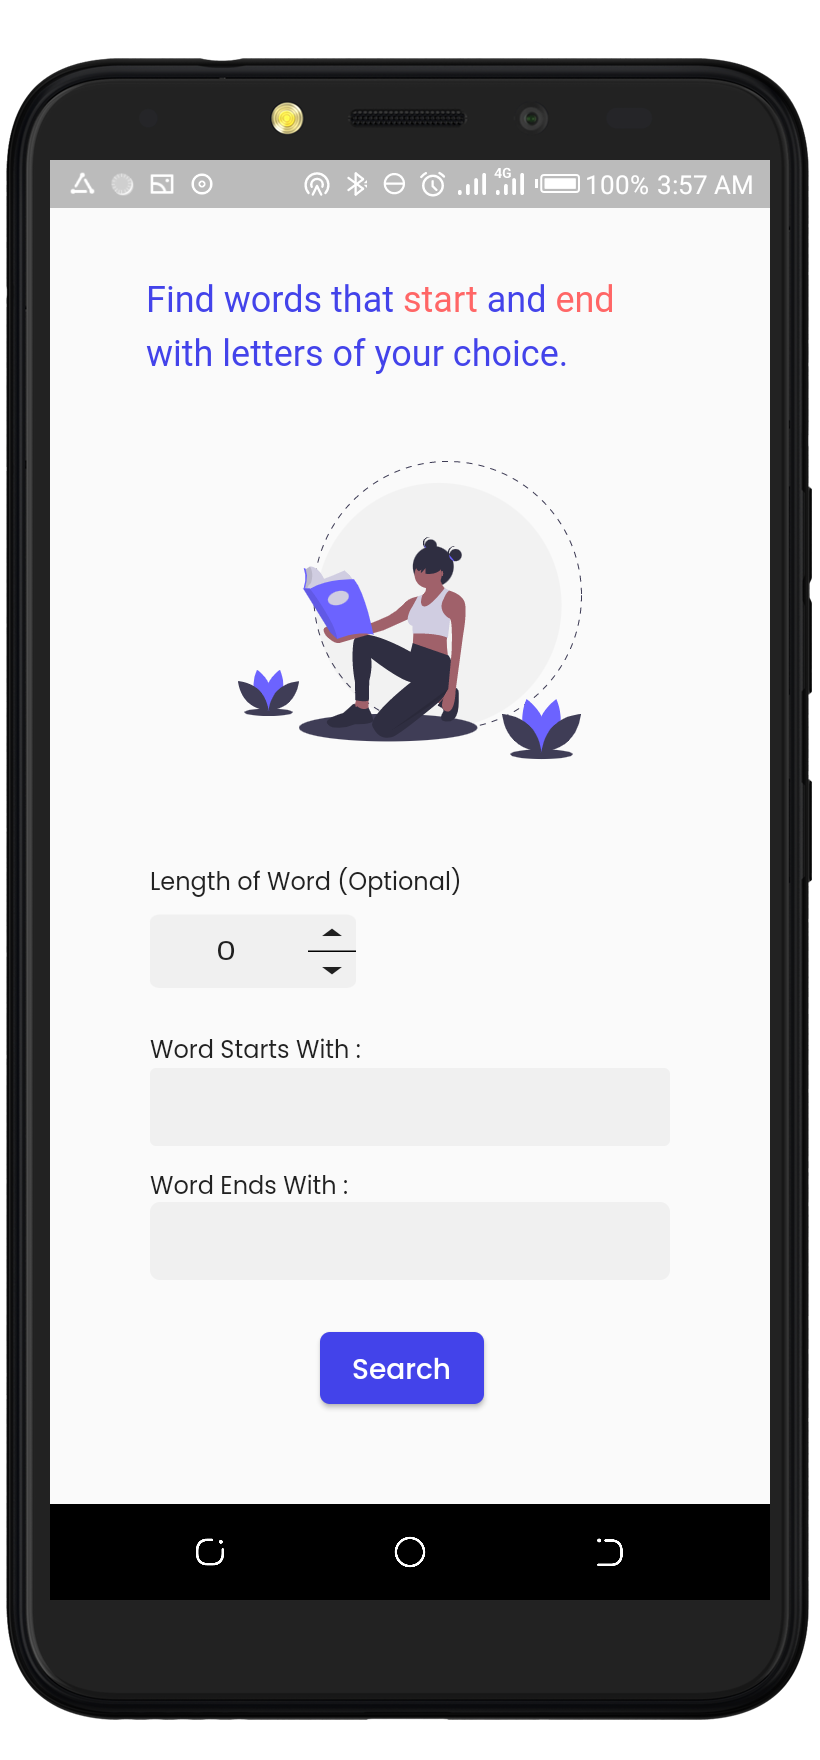 4G 100% 3:57 AM
Find words that start and end
with letters of your choice.
Length of Word (Optional)
0
Word Starts With :
Word Ends With :
Search